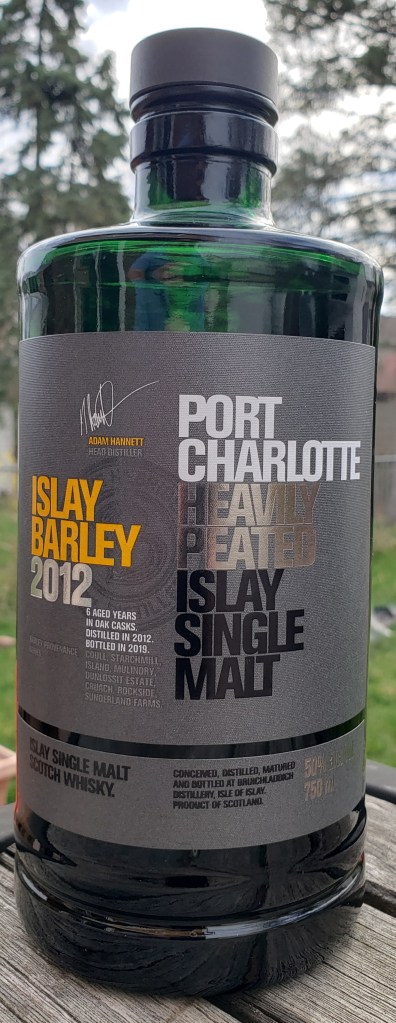 ADAM HANNETT
HEAD DISTILLER
PORT
CHARLOTTE
HEAVILY
PEATED
ISLAY
SINGLE
MALT
ISLAY
BARLEY
2012
6 AGED YEARS
IN OAK CASKS.
DISTILLED IN 2012.
BOTTLED IN 2019.
COULL, STARCHMILL,
ISLAND, MULINDRY,
DUNLOSSIT ESTATE,
CRUACH, ROCKSIDE,
SUNDERLAND FARMS.
ISLAY SINGLE MALT
SCOTCH WHISKY.
CONCEIVED, DISTILLED, MATURED
AND BOTTLED AT BRUICHLADDICH
DISTILLERY, ISLE OF ISLAY.
PRODUCT OF SCOTLAND.
50%
750 ml